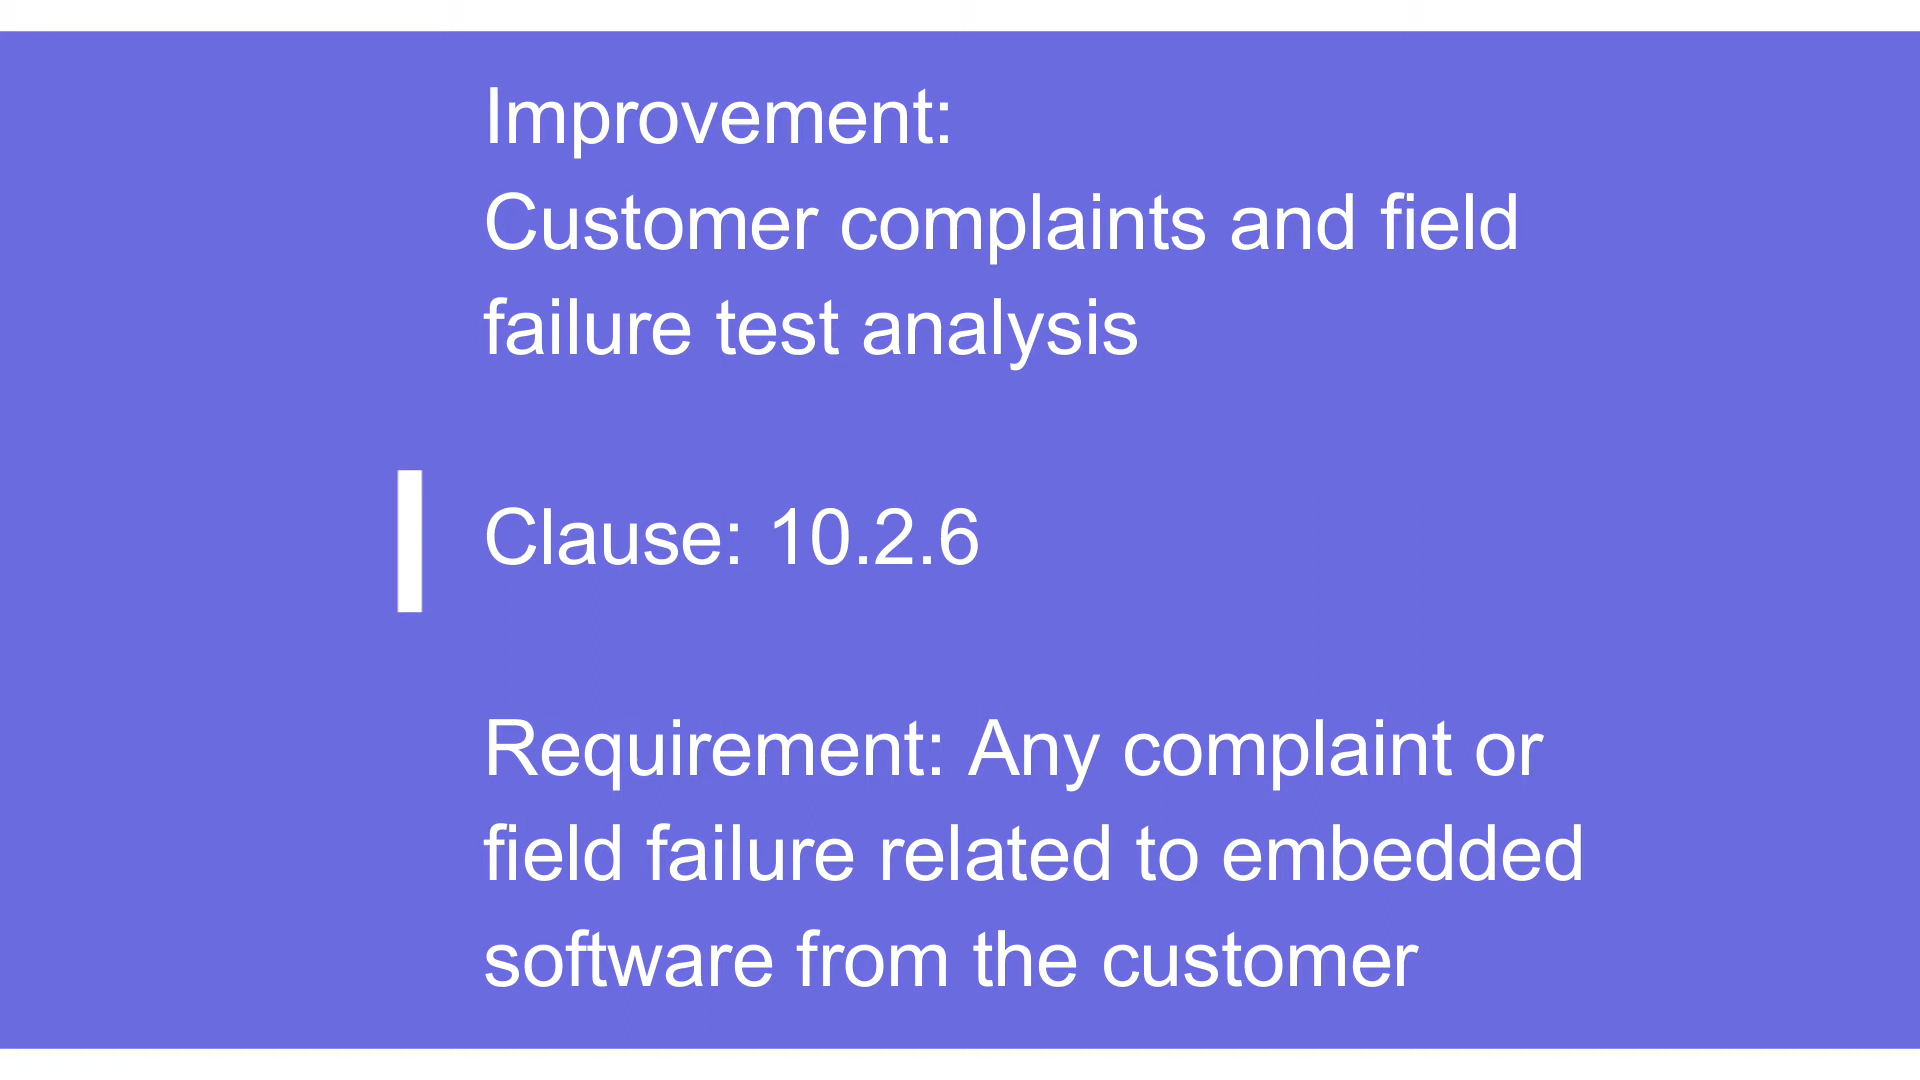 Improvement:
Customer complaints and field
failure test analysis
Clause: 10.2.6
Requirement: Any complaint or
field failure related to embedded
software from the customer